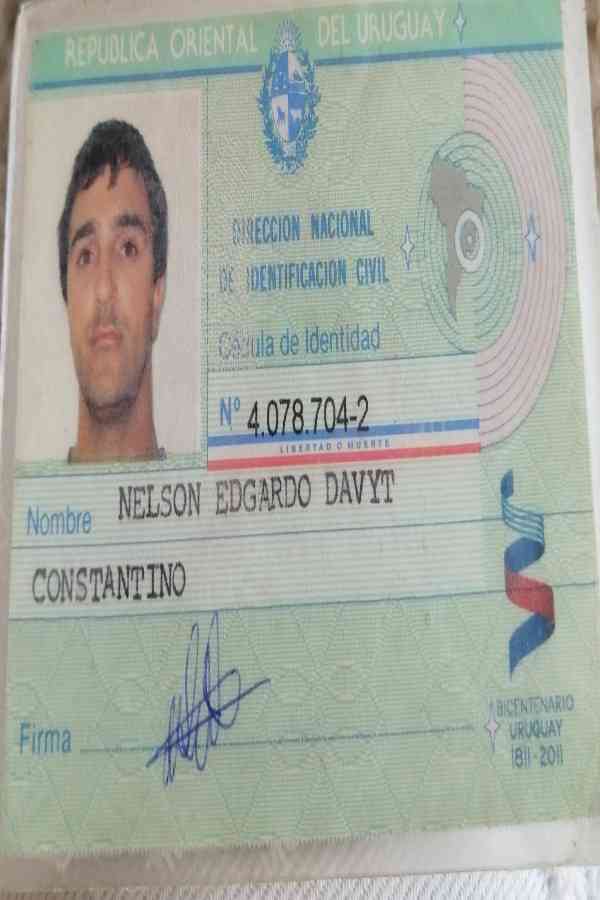 REPUBLICA ORIENTAL DEL URUGUAY
DIRECCION NACIONAL
DE IDENTIFICACION CIVIL
Cédula de Identidad
Nº 4.078.704-2
LIBERTAD O MUERTE
Nombre NELSON EDGARDO DAVYT
CONSTANTINO
Firma
BICENTENARIO
URUGUAY
1811-2011